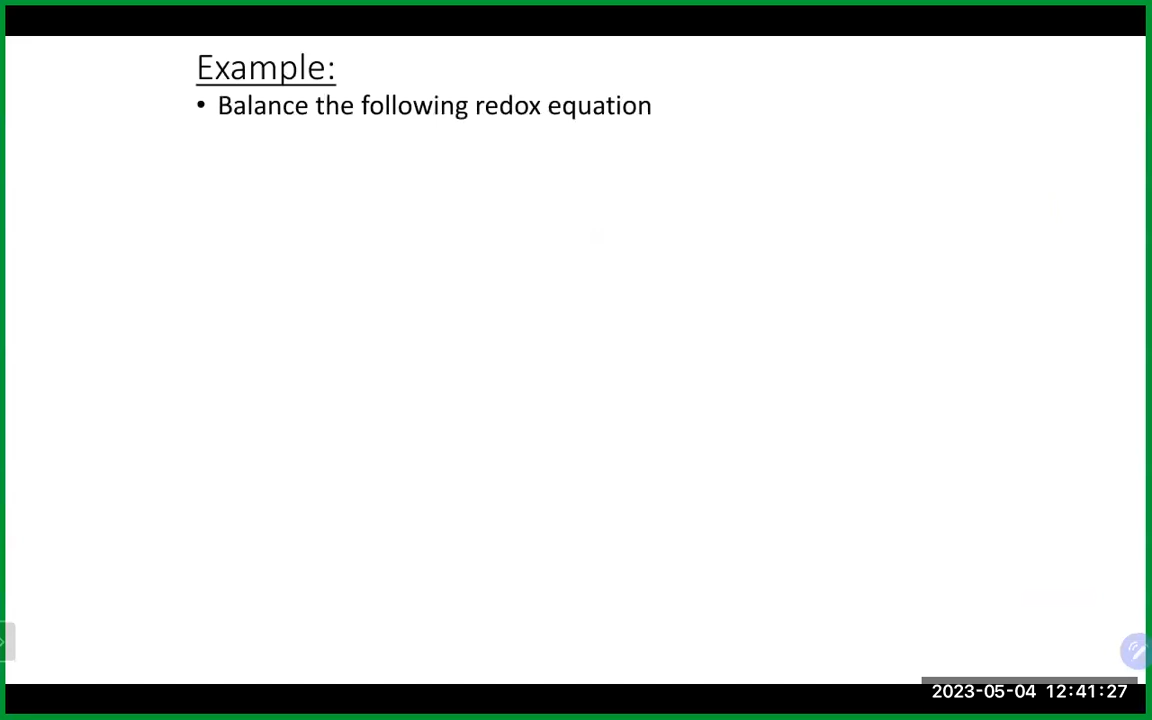 Example:
• Balance the following redox equation
2023-05-04 12:41:27